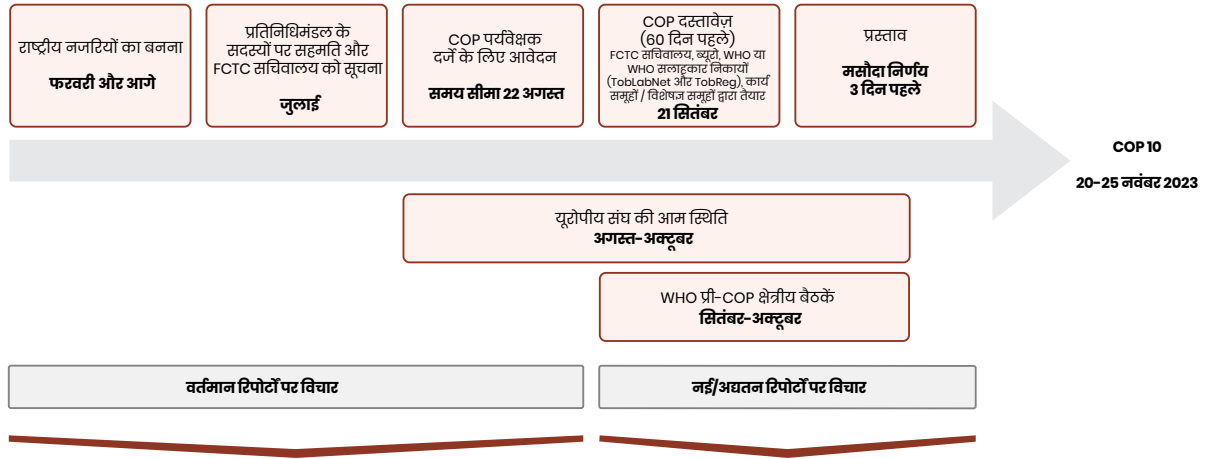 राष्ट्रीय नजरियों का बनना
फरवरी और आगे
प्रतिनिधिमंडल के
सदस्यों पर सहमति और
FCTC सचिवालय को सूचना
जुलाई
COP पर्यवेक्षक
दर्जे के लिए आवेदन
समय सीमा 22 अगस्त
COP दस्तावेज़
(60 दिन पहले)
FCTC सचिवालय, ब्यूरो, WHO या
WHO सलाहकार निकायों
(TobLabNet और TobReg), कार्य
समूहों / विशेषज्ञ समूहों द्वारा तैयार
21 सितंबर
प्रस्ताव
मसौदा निर्णय
3 दिन पहले
COP 10
20-25 नवंबर 2023
यूरोपीय संघ की आम स्थिति
अगस्त-अक्टूबर
WHO प्री-COP क्षेत्रीय बैठकें
सितंबर-अक्टूबर
वर्तमान रिपोर्टों पर विचार
नई/अद्यतन रिपोर्टों पर विचार